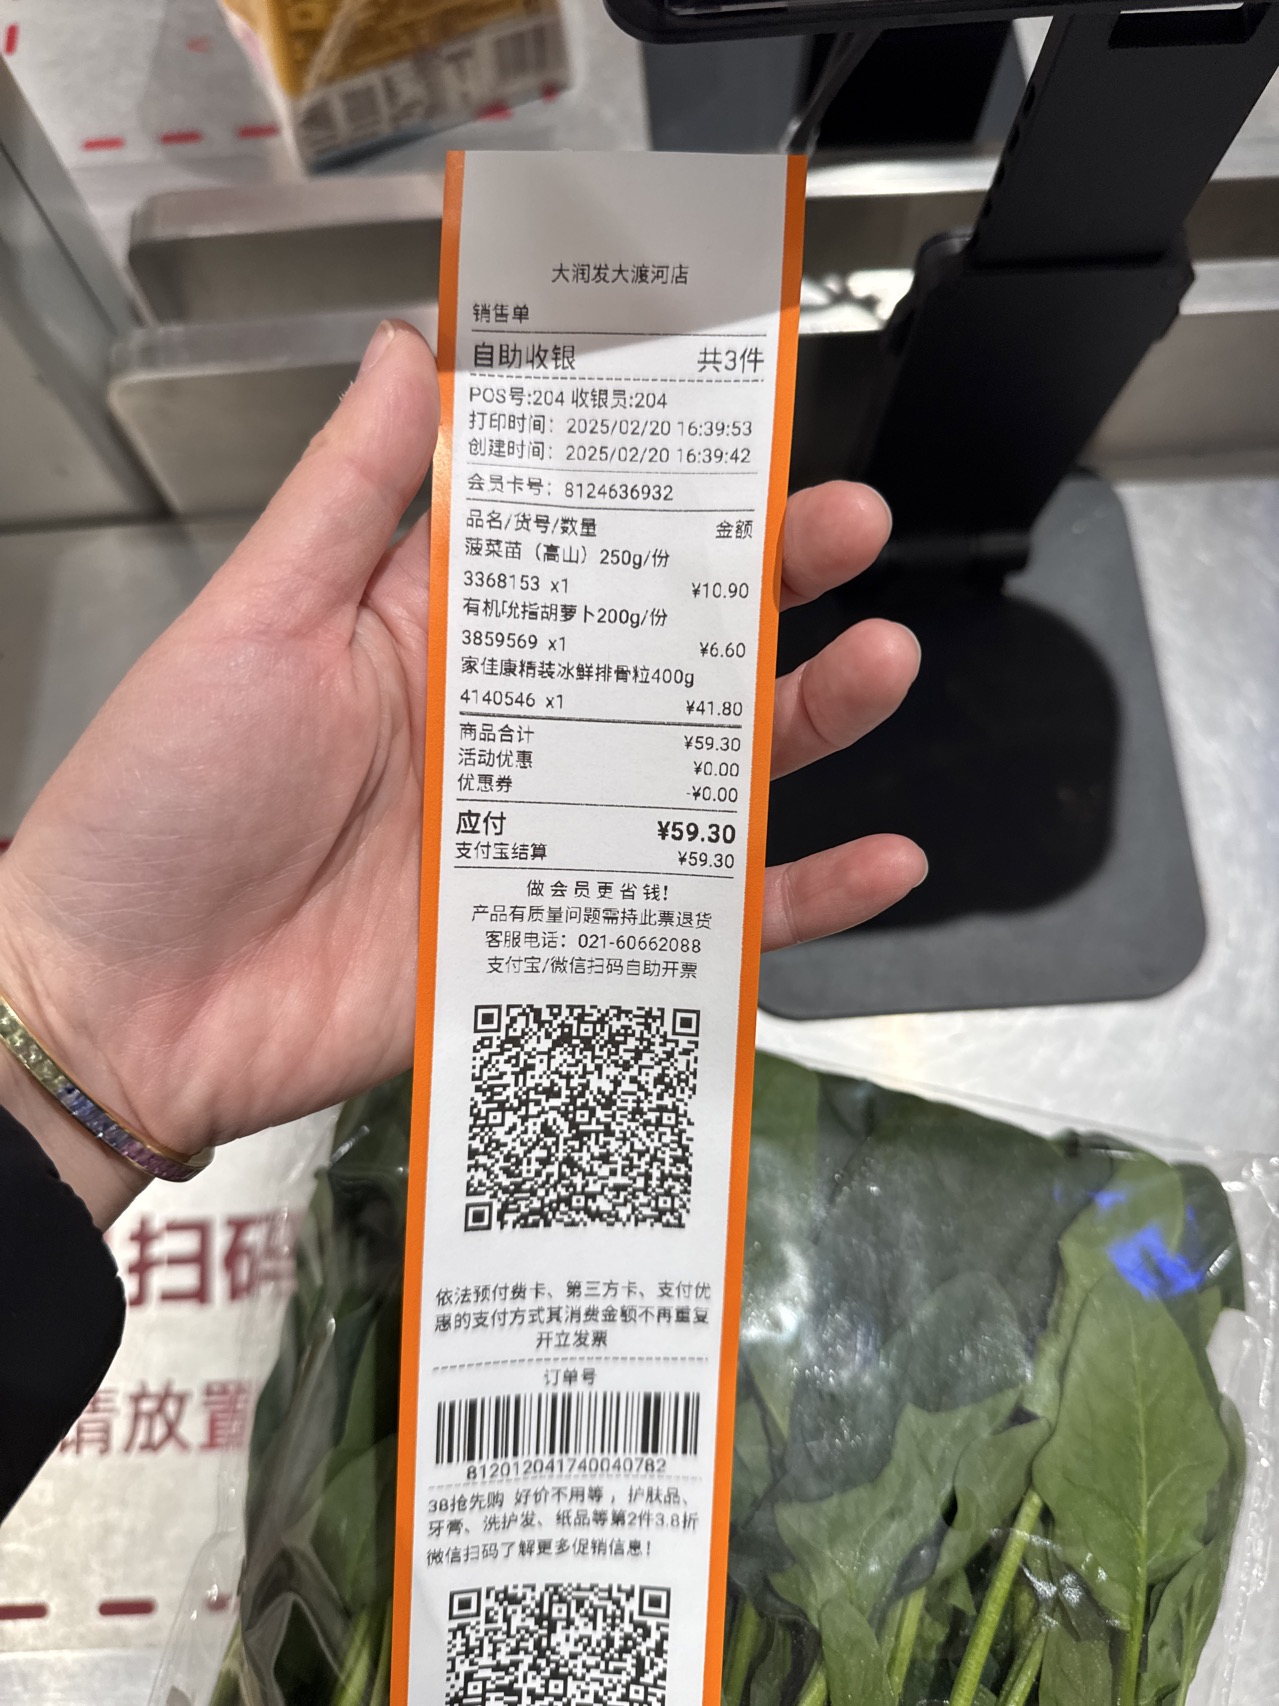 大润发大渡河店
销售单
自助收银 共3件
POS号:204 收银员:204
打印时间: 2025/02/20 16:39:53
创建时间: 2025/02/20 16:39:42
会员卡号: 8124636932
品名/货号/数量 金额
菠菜苗（高山）250g/份
3368153 x1 ¥10.90
有机吮指胡萝卜200g/份
3859569 x1 ¥6.60
家佳康精装冰鲜排骨粒400g
4140546 x1 ¥41.80
商品合计 ¥59.30
活动优惠 ¥0.00
优惠券 -¥0.00
应付 ¥59.30
支付宝结算 ¥59.30
做会员更省钱!
产品有质量问题需持此票退货
客服电话: 021-60662088
支付宝/微信扫码自助开票
依法预付费卡、第三方卡、支付优
惠的支付方式其消费金额不再重复
开立发票
订单号
812012041740040782
38抢先购 好价不用等，护肤品、
牙膏、洗护发、纸品等第2件3.8折
微信扫码了解更多促销信息!
扫码
请放置